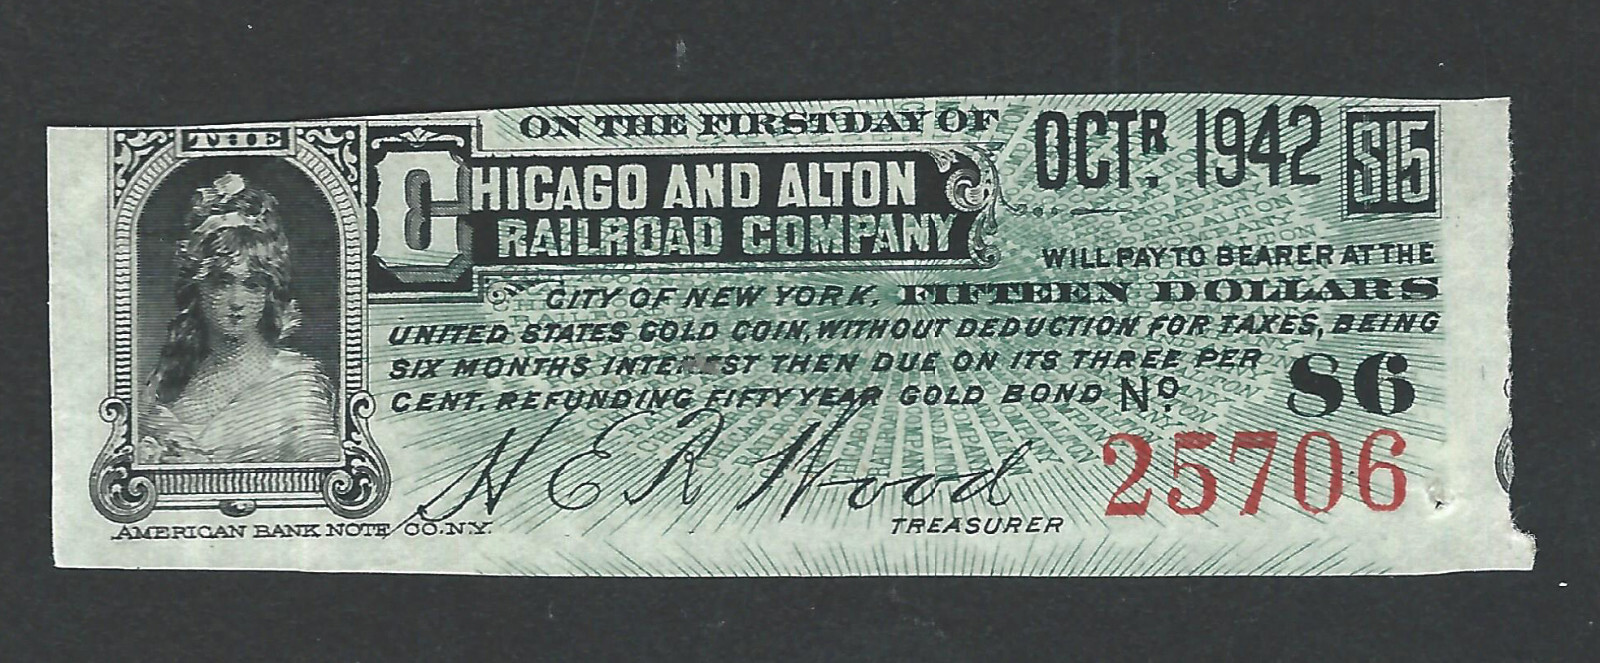 THE
ON THE FIRST DAY OF OCTR. 1942 $15
CHICAGO AND ALTON
RAILROAD COMPANY
WILL PAY TO BEARER AT THE
CITY OF NEW YORK, FIFTEEN DOLLARS
UNITED STATES GOLD COIN, WITHOUT DEDUCTION FOR TAXES, BEING
SIX MONTHS INTEREST THEN DUE ON ITS THREE PER
CENT. REFUNDING FIFTY YEAR GOLD BOND NO. 86
25706
H E R Wood
TREASURER
AMERICAN BANK NOTE CO. N.Y.